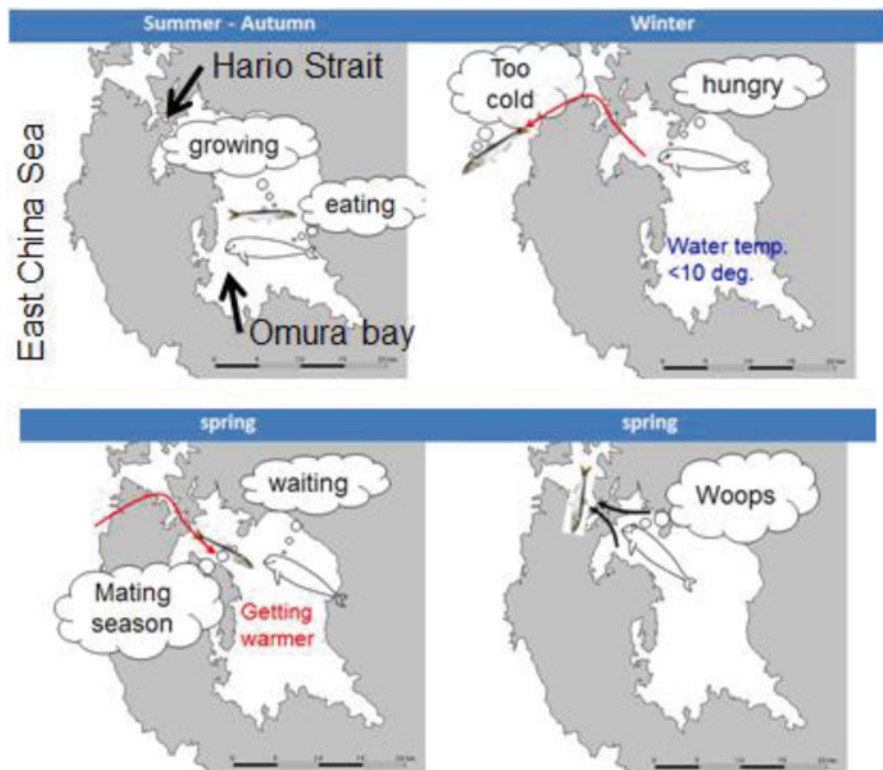 Summer - Autumn
Winter
Hario Strait
Too
cold
hungry
growing
eating
East China Sea
Water temp.
<10 deg.
Omura bay
spring
spring
waiting
Woops
Mating
season
Getting
warmer